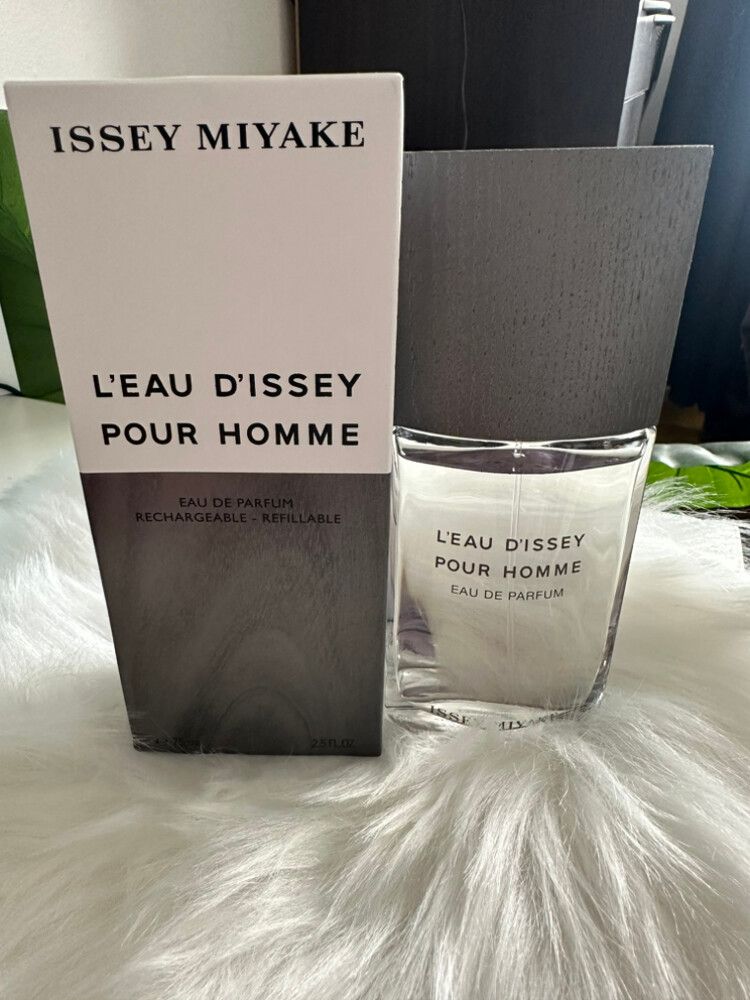 ISSEY MIYAKE
L'EAU D'ISSEY
POUR HOMME
EAU DE PARFUM
RECHARGEABLE - REFILLABLE
2.5 FL.OZ.
L'EAU D'ISSEY
POUR HOMME
EAU DE PARFUM